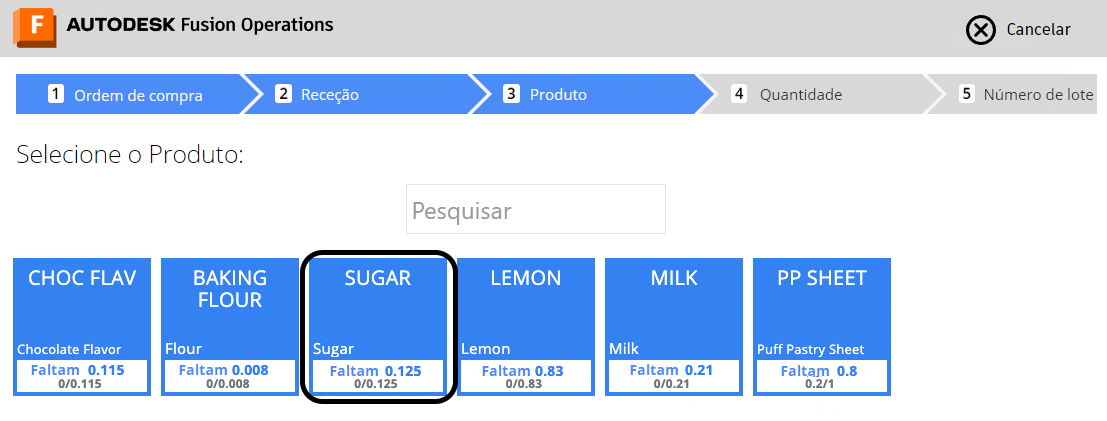 F AUTODESK Fusion Operations
Cancelar
1 Ordem de compra
2 Receção
3 Produto
4 Quantidade
5 Número de lote
Selecione o Produto:
Pesquisar
CHOC FLAV
Chocolate Flavor
Faltam 0.115
0/0.115
BAKING
FLOUR
Flour
Faltam 0.008
0/0.008
SUGAR
Sugar
Faltam 0.125
0/0.125
LEMON
Lemon
Faltam 0.83
0/0.83
MILK
Milk
Faltam 0.21
0/0.21
PP SHEET
Puff Pastry Sheet
Faltam 0.8
0.2/1